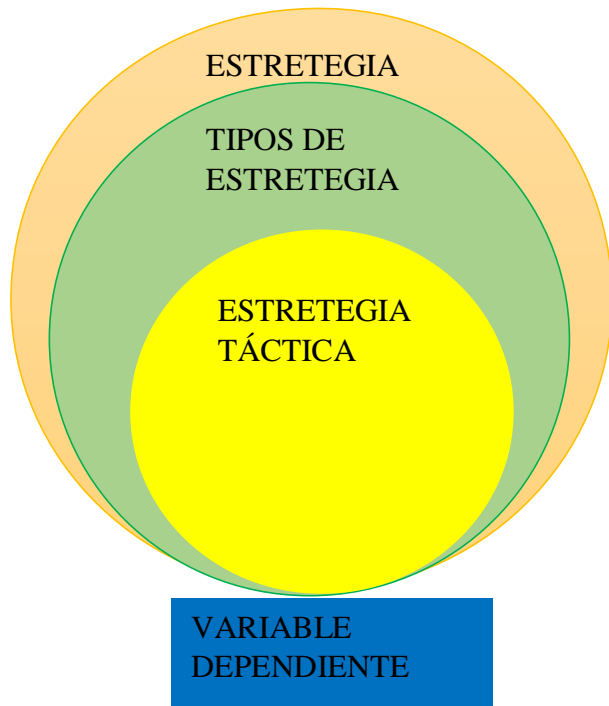 ESTRETEGIA
TIPOS DE
ESTRETEGIA
ESTRETEGIA
TÁCTICA
VARIABLE
DEPENDIENTE